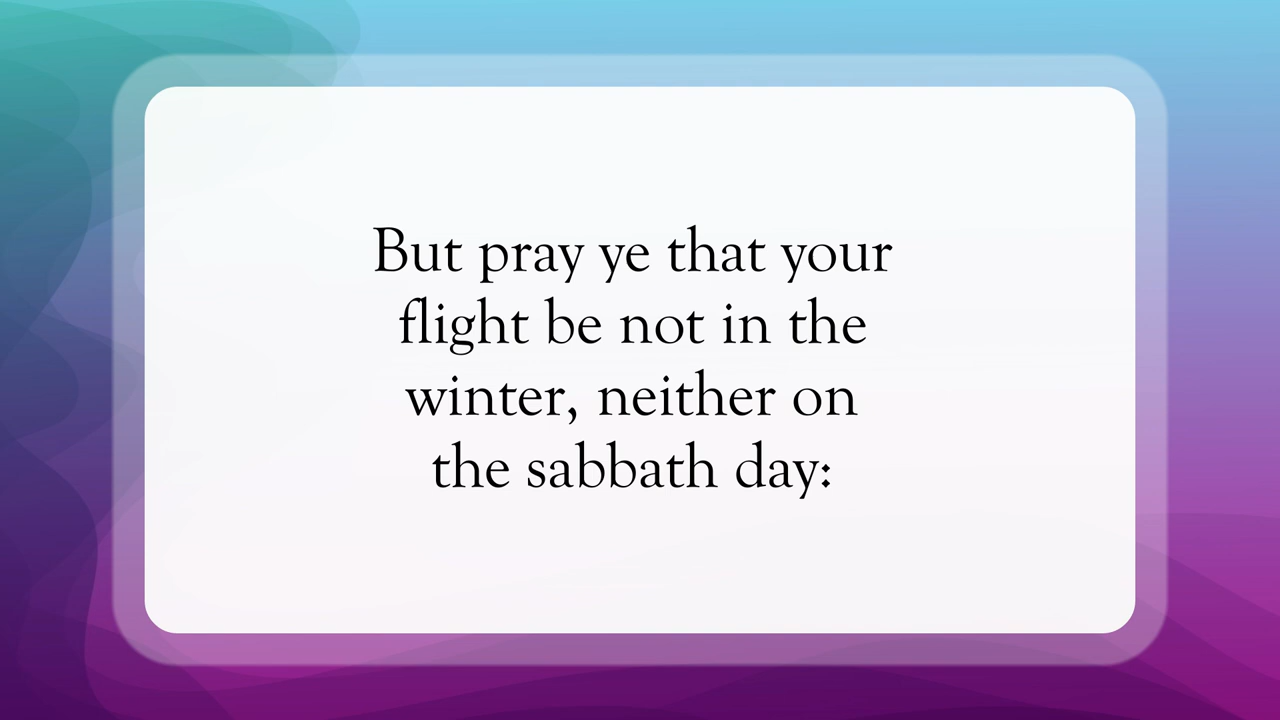 But pray ye that your
flight be not in the
winter, neither on
the sabbath day: